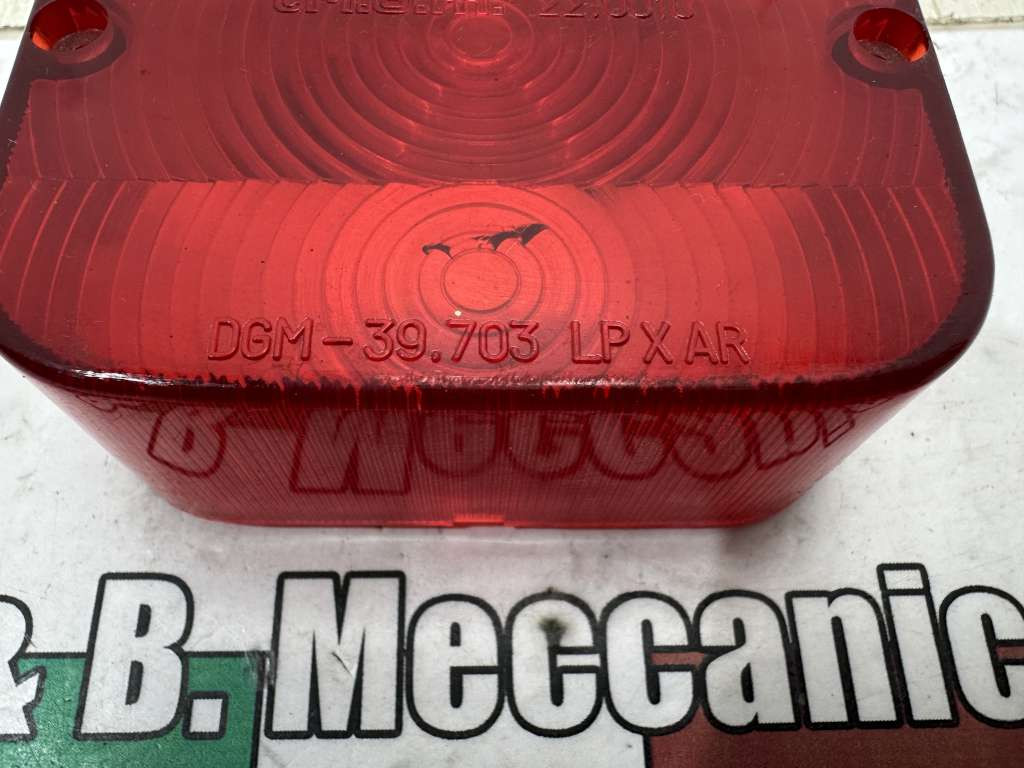 DGM-39.703 LP X AR
& B. Meccanic